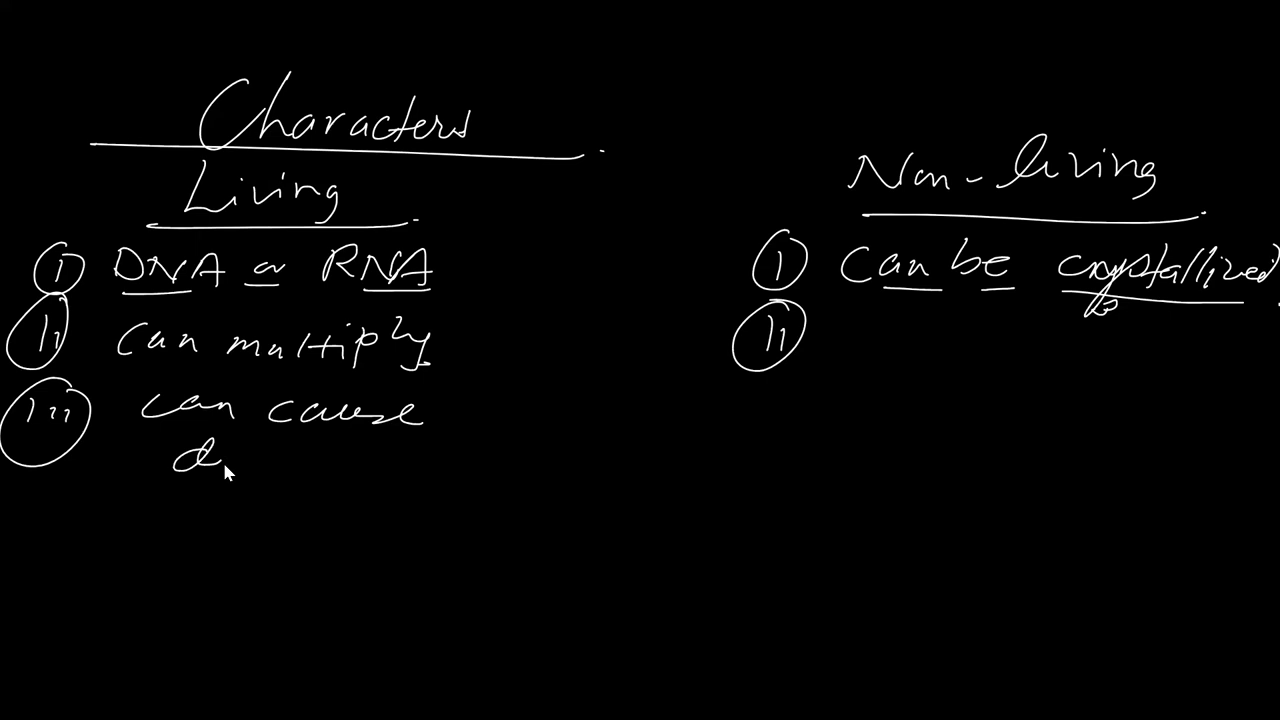 Characters
Living
(i) DNA or RNA
(ii) can multiply.
(iii) can cause
d
Non-living
(i) Can be crystallized
(ii)